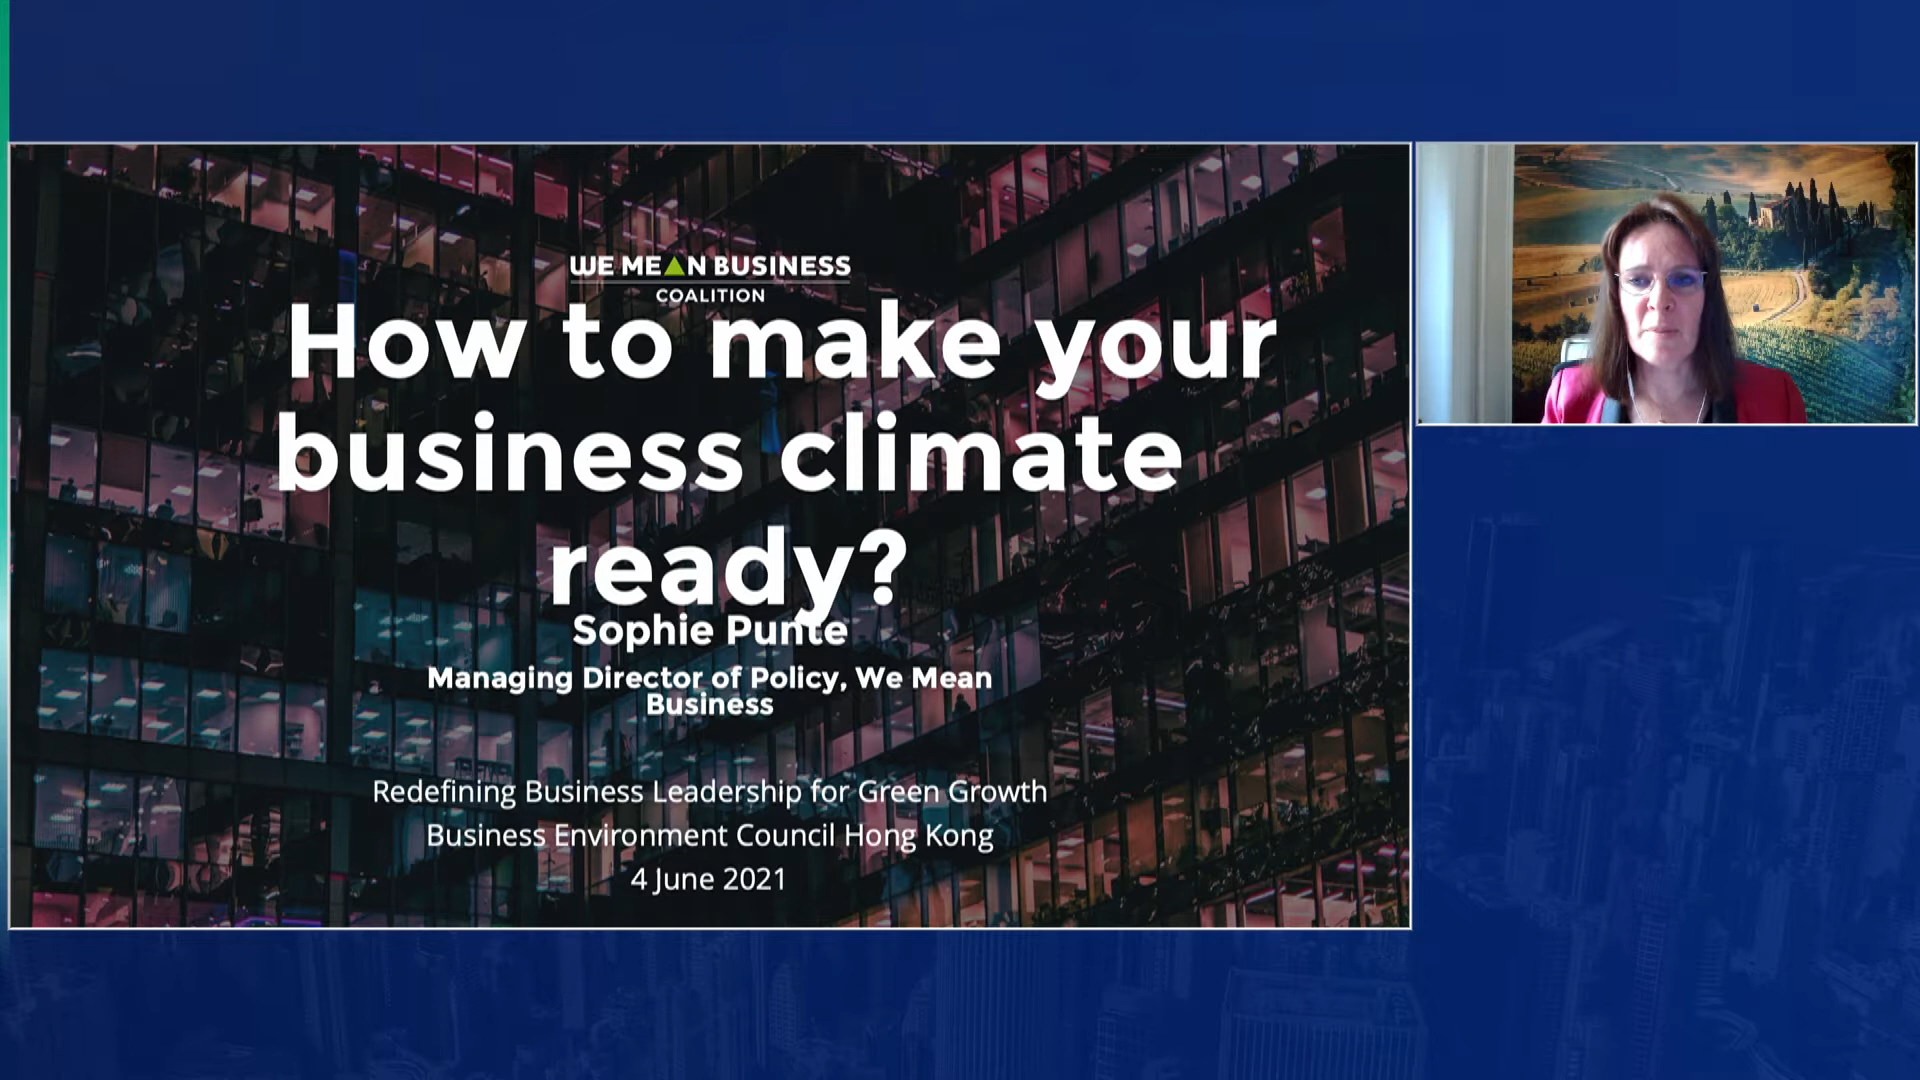 WE MEAN BUSINESS
COALITION
How to make your
business climate
ready?
Sophie Punte
Managing Director of Policy, We Mean
Business
Redefining Business Leadership for Green Growth
Business Environment Council Hong Kong
4 June 2021